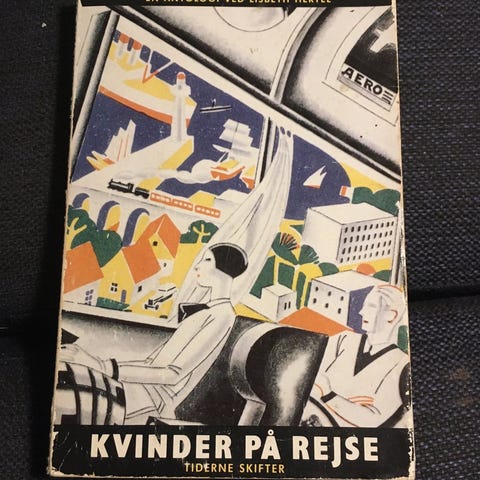 EN ANTOLOGI VED LISBETH HERTEL
AERO
KVINDER PÅ REJSE
TIDERNE SKIFTER